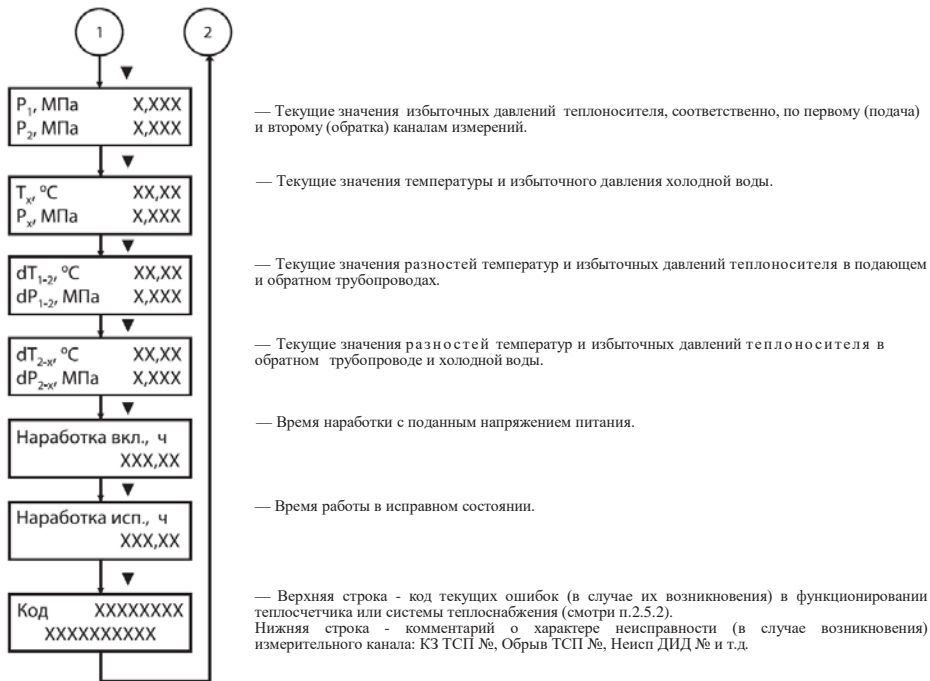 1 2
▼
P₁, МПа X,XXX
P₂, МПа X,XXX
— Текущие значения избыточных давлений теплоносителя, соответственно, по первому (подача)
и второму (обратка) каналам измерений.
▼
Tₓ, ºC XX,XX
Pₓ, МПа X,XXX
— Текущие значения температуры и избыточного давления холодной воды.
▼
dT₁₋₂, ºC XX,XX
dP₁₋₂, МПа X,XXX
— Текущие значения разностей температур и избыточных давлений теплоносителя в подающем
и обратном трубопроводах.
▼
dT₂₋ₓ, ºC XX,XX
dP₂₋ₓ, МПа X,XXX
— Текущие значения разностей температур и избыточных давлений теплоносителя в
обратном трубопроводе и холодной воды.
▼
Наработка вкл., ч
XXX,XX
— Время наработки с поданным напряжением питания.
▼
Наработка исп., ч
XXX,XX
— Время работы в исправном состоянии.
▼
Код XXXXXXXX
XXXXXXXXXX
— Верхняя строка - код текущих ошибок (в случае их возникновения) в функционировании
теплосчетчика или системы теплоснабжения (смотри п.2.5.2).
Нижняя строка - комментарий о характере неисправности (в случае возникновения)
измерительного канала: КЗ ТСП №, Обрыв ТСП №, Неисп ДИД № и т.д.